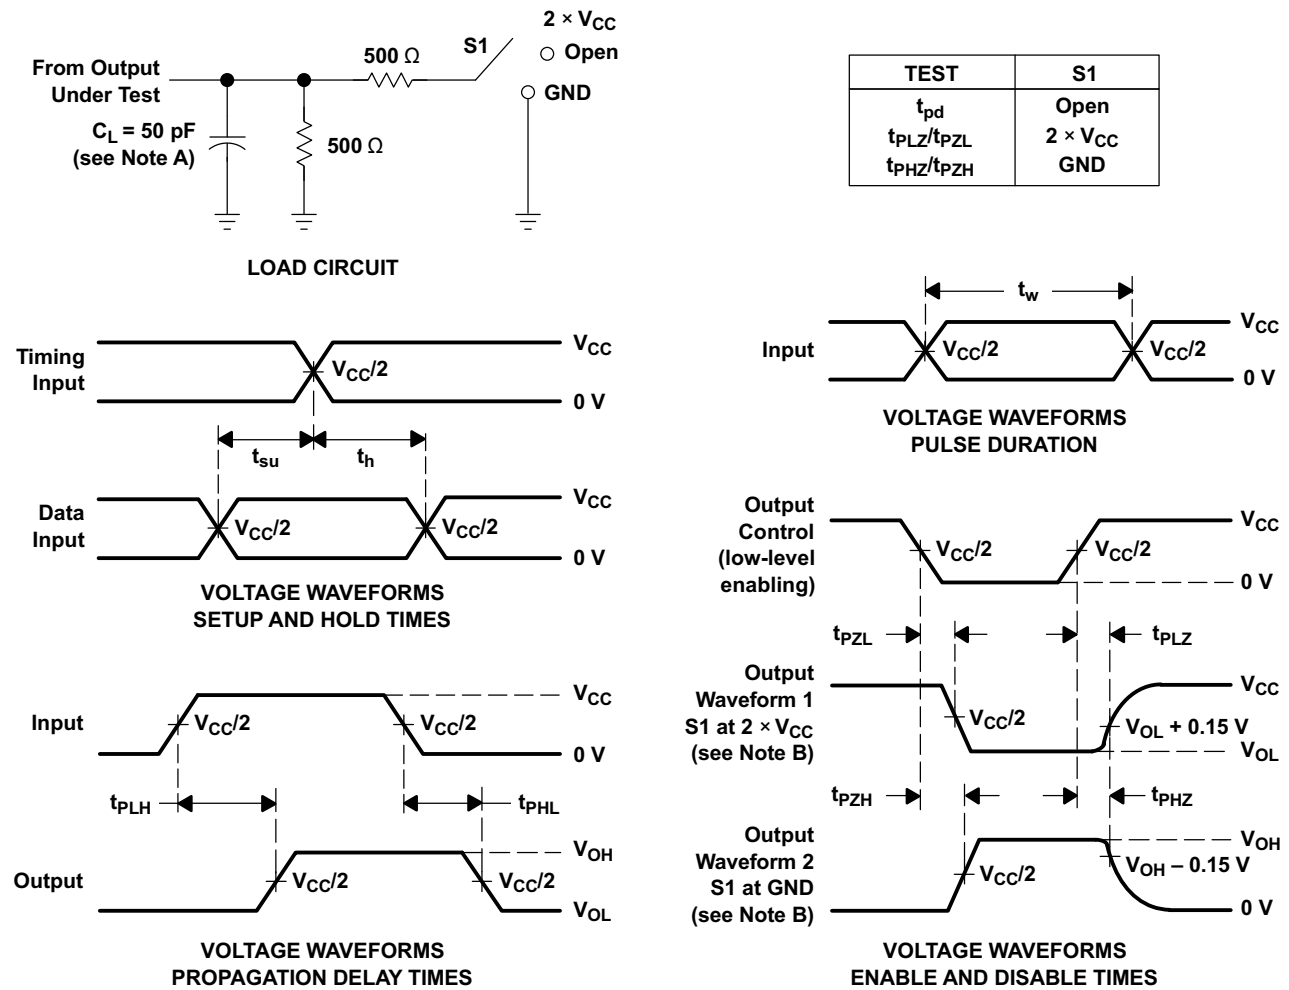 2 × VCC
S1
Open
500 Ω
From Output
Under Test
GND
CL = 50 pF
(see Note A)
500 Ω
LOAD CIRCUIT
TEST S1
tpd Open
tPLZ/tPZL 2 × VCC
tPHZ/tPZH GND
tw
Input
VCC/2
VCC/2
VCC
0 V
VOLTAGE WAVEFORMS
PULSE DURATION
Timing
Input
VCC/2
VCC
0 V
tsu
th
Data
Input
VCC/2
VCC/2
VCC
0 V
VOLTAGE WAVEFORMS
SETUP AND HOLD TIMES
Input
VCC/2
VCC/2
VCC
0 V
tPLH
tPHL
Output
VCC/2
VCC/2
VOH
VOL
VOLTAGE WAVEFORMS
PROPAGATION DELAY TIMES
Output
Control
(low-level
enabling)
VCC/2
VCC/2
VCC
0 V
tPZL
tPLZ
Output
Waveform 1
S1 at 2 × VCC
(see Note B)
VCC/2
VCC
VOL + 0.15 V
VOL
tPZH
tPHZ
Output
Waveform 2
S1 at GND
(see Note B)
VCC/2
VOH
VOH – 0.15 V
0 V
VOLTAGE WAVEFORMS
ENABLE AND DISABLE TIMES